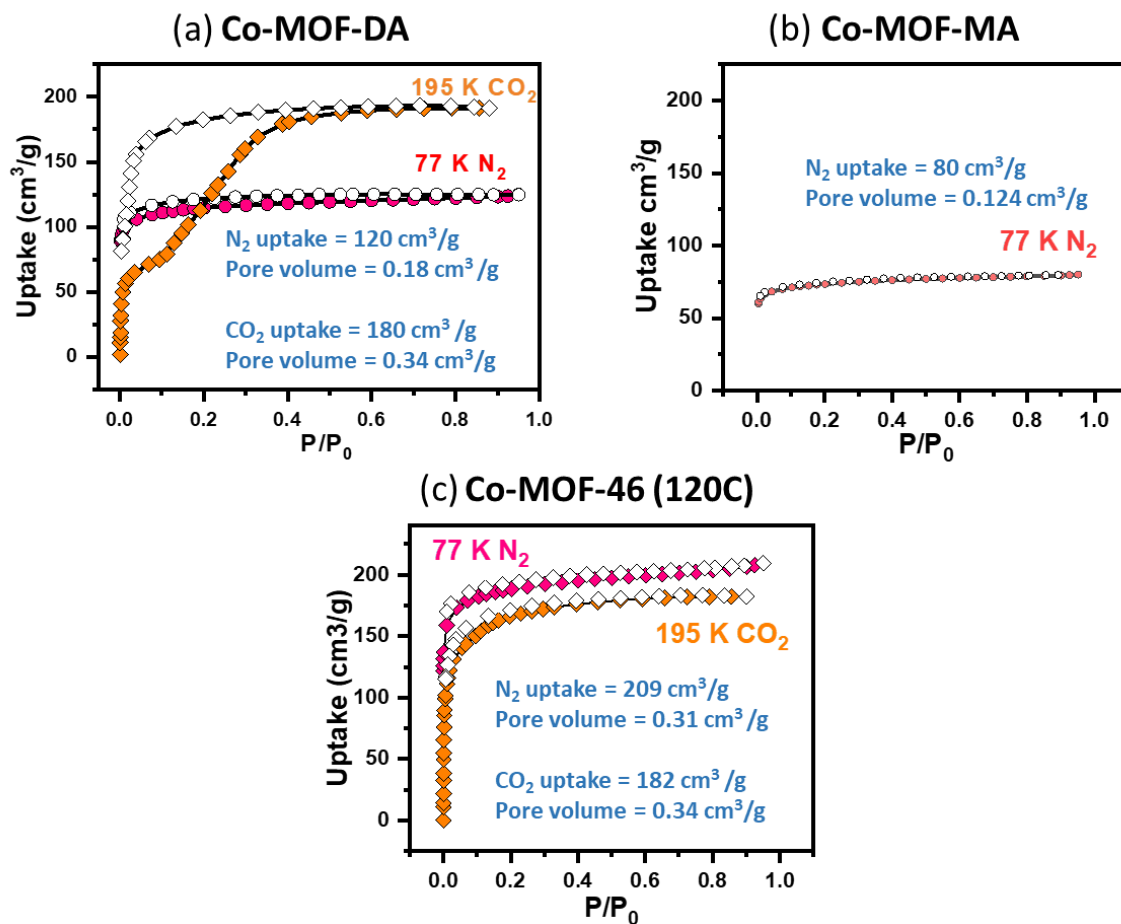 (a) Co-MOF-DA
195 K CO₂
77 K N₂
N₂ uptake = 120 cm³/g
Pore volume = 0.18 cm³/g
CO₂ uptake = 180 cm³/g
Pore volume = 0.34 cm³/g
Uptake (cm³/g)
200
150
100
50
0
0.0 0.2 0.4 0.6 0.8 1.0
P/P₀
(b) Co-MOF-MA
N₂ uptake = 80 cm³/g
Pore volume = 0.124 cm³/g
77 K N₂
Uptake cm³/g
200
150
100
50
0
0.0 0.2 0.4 0.6 0.8 1.0
P/P₀
(c) Co-MOF-46 (120C)
77 K N₂
195 K CO₂
N₂ uptake = 209 cm³/g
Pore volume = 0.31 cm³/g
CO₂ uptake = 182 cm³/g
Pore volume = 0.34 cm³/g
Uptake (cm3/g)
200
150
100
50
0
0.0 0.2 0.4 0.6 0.8 1.0
P/P₀